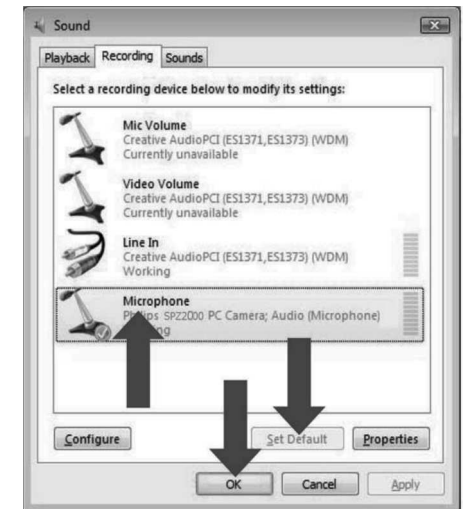 Sound
Playback Recording Sounds
Select a recording device below to modify its settings:
Mic Volume
Creative AudioPCI (ES1371,ES1373) (WDM)
Currently unavailable
Video Volume
Creative AudioPCI (ES1371,ES1373) (WDM)
Currently unavailable
Line In
Creative AudioPCI (ES1371,ES1373) (WDM)
Working
Microphone
SPZ2000 PC Camera; Audio (Microphone)
Configure Set Default Properties
OK Cancel Apply